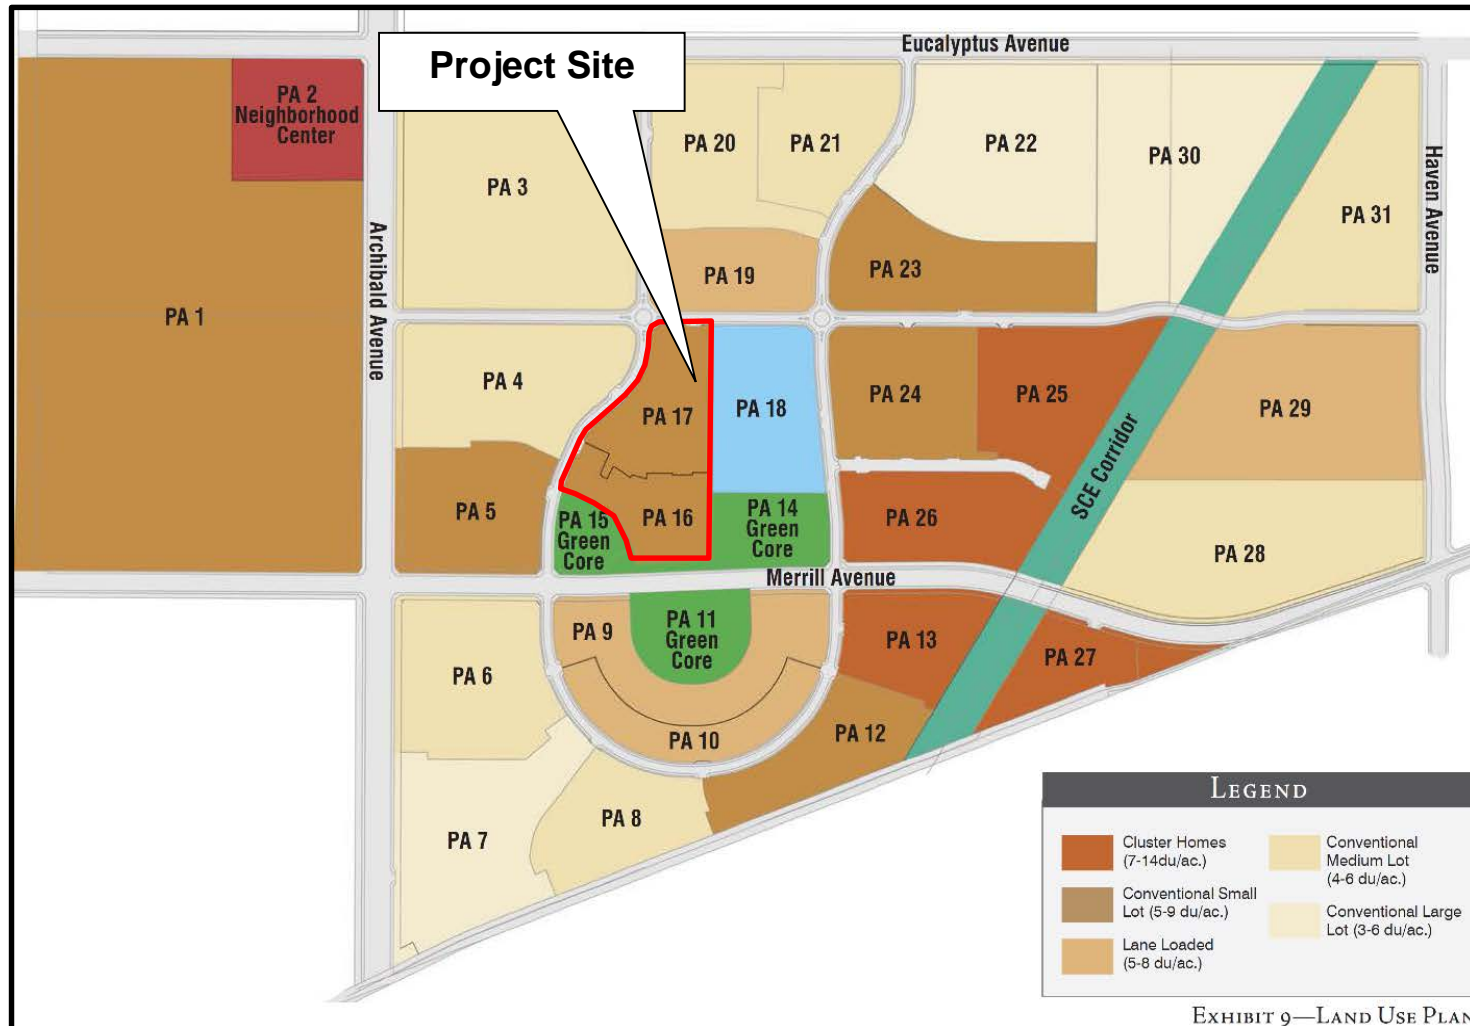 Eucalyptus Avenue
Project Site
PA 2
Neighborhood
Center
PA 20
PA 21
PA 22
PA 30
PA 3
Haven Avenue
PA 31
Archibald Avenue
PA 19
PA 23
PA 1
PA 4
PA 17
PA 18
PA 24
PA 25
PA 29
SCE Corridor
PA 5
PA 15
Green
Core
PA 16
PA 14
Green
Core
PA 26
PA 28
Merrill Avenue
PA 9
PA 11
Green
Core
PA 13
PA 27
PA 6
PA 10
PA 12
PA 7
PA 8
LEGEND
Cluster Homes
(7-14du/ac.)
Conventional Small
Lot (5-9 du/ac.)
Lane Loaded
(5-8 du/ac.)
Conventional
Medium Lot
(4-6 du/ac.)
Conventional Large
Lot (3-6 du/ac.)
EXHIBIT 9—LAND USE PLAN